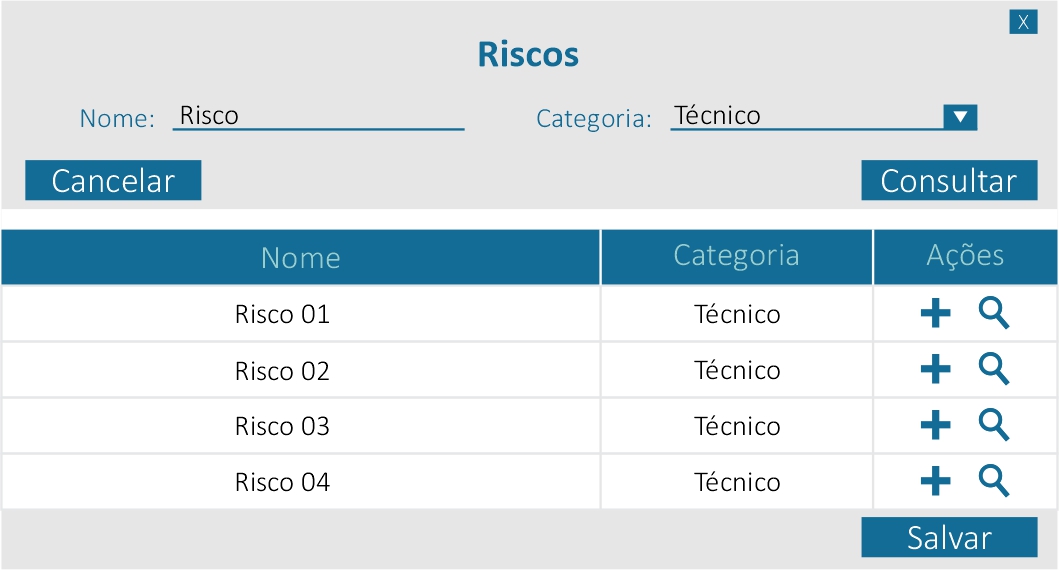 X
Riscos
Nome: Risco Categoria: Técnico
Cancelar Consultar
Nome Categoria Ações
Risco 01 Técnico
Risco 02 Técnico
Risco 03 Técnico
Risco 04 Técnico
Salvar